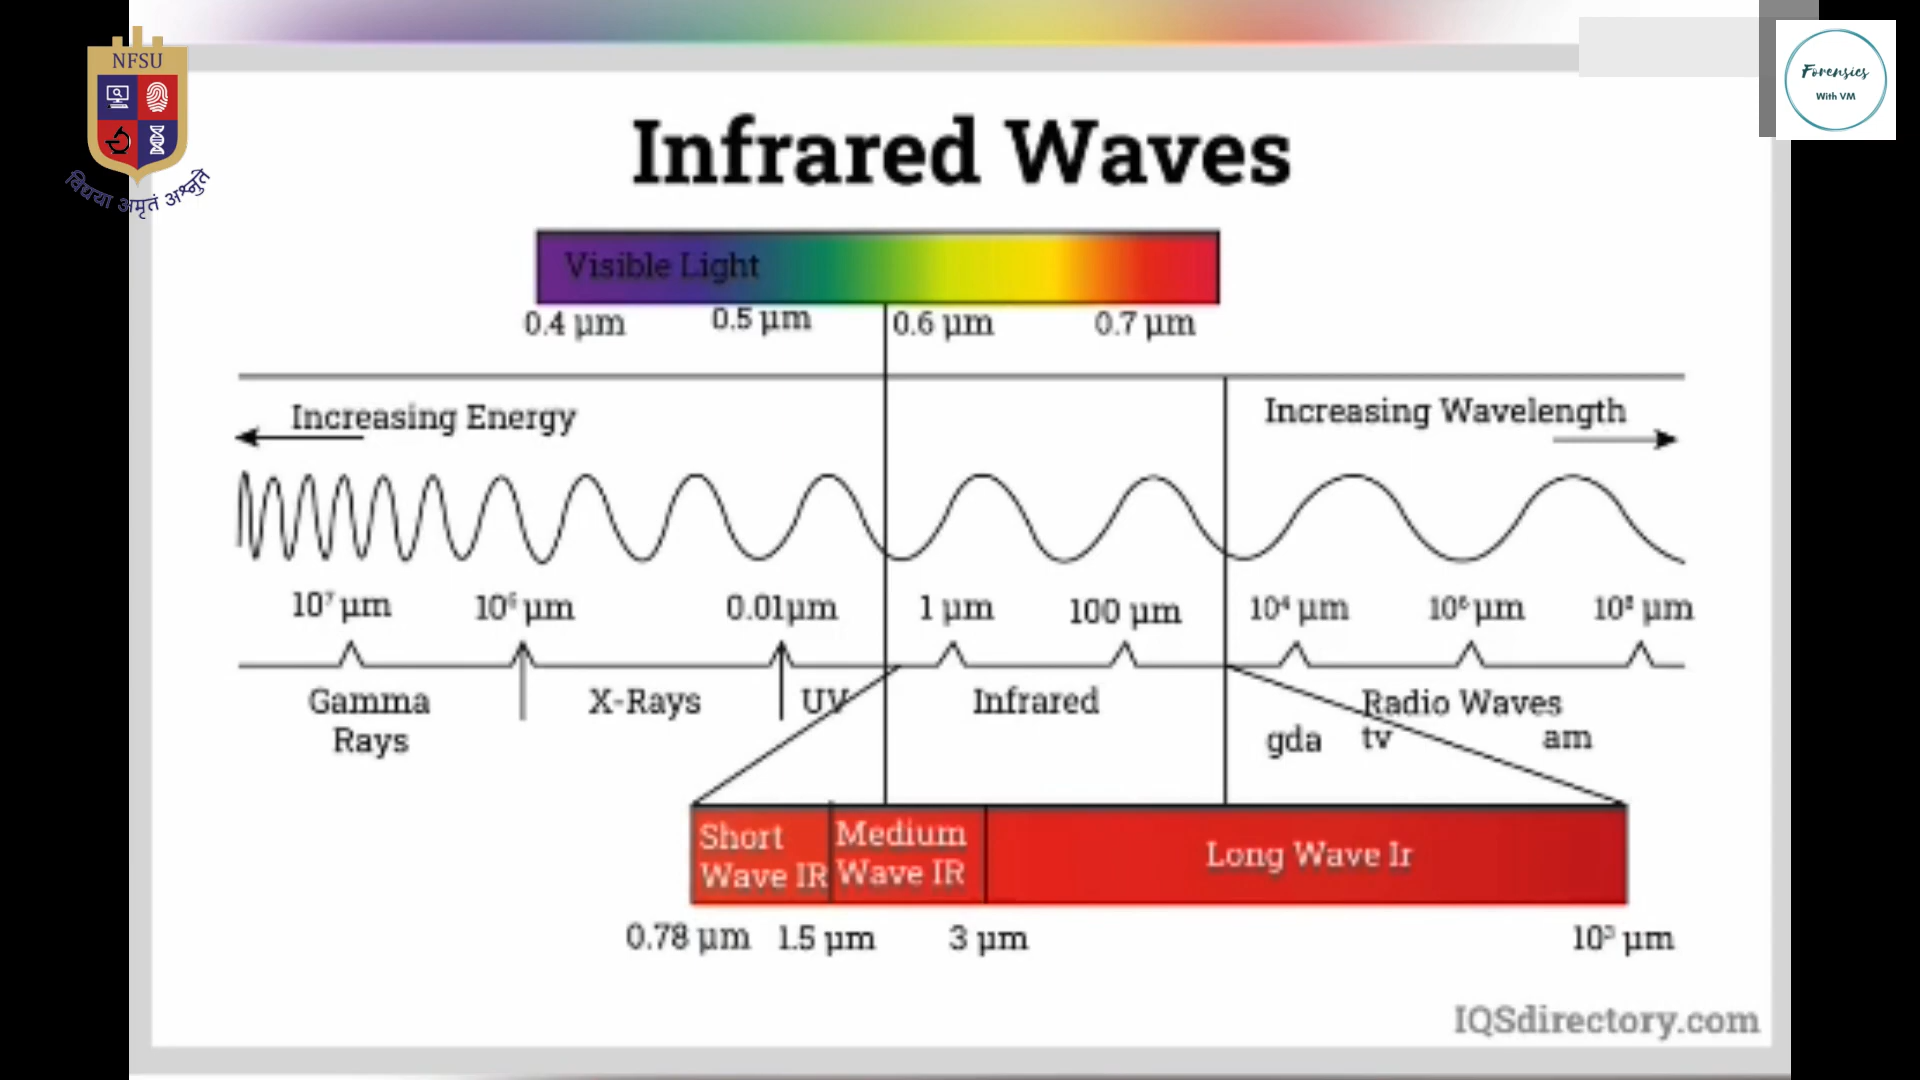 NFSU
विद्यया अमृतं अश्नुते
Forensics
With VM
Infrared Waves
Visible Light
0.4 µm 0.5 µm 0.6 µm 0.7 µm
Increasing Energy Increasing Wavelength
10⁷ µm 10⁶ µm 0.01µm 1 µm 100 µm 10⁴ µm 10⁶ µm 10⁸ µm
Gamma Rays X-Rays UV Infrared Radio Waves
gda tv am
Short Wave IR Medium Wave IR Long Wave Ir
0.78 µm 1.5 µm 3 µm 10³ µm
IQSdirectory.com